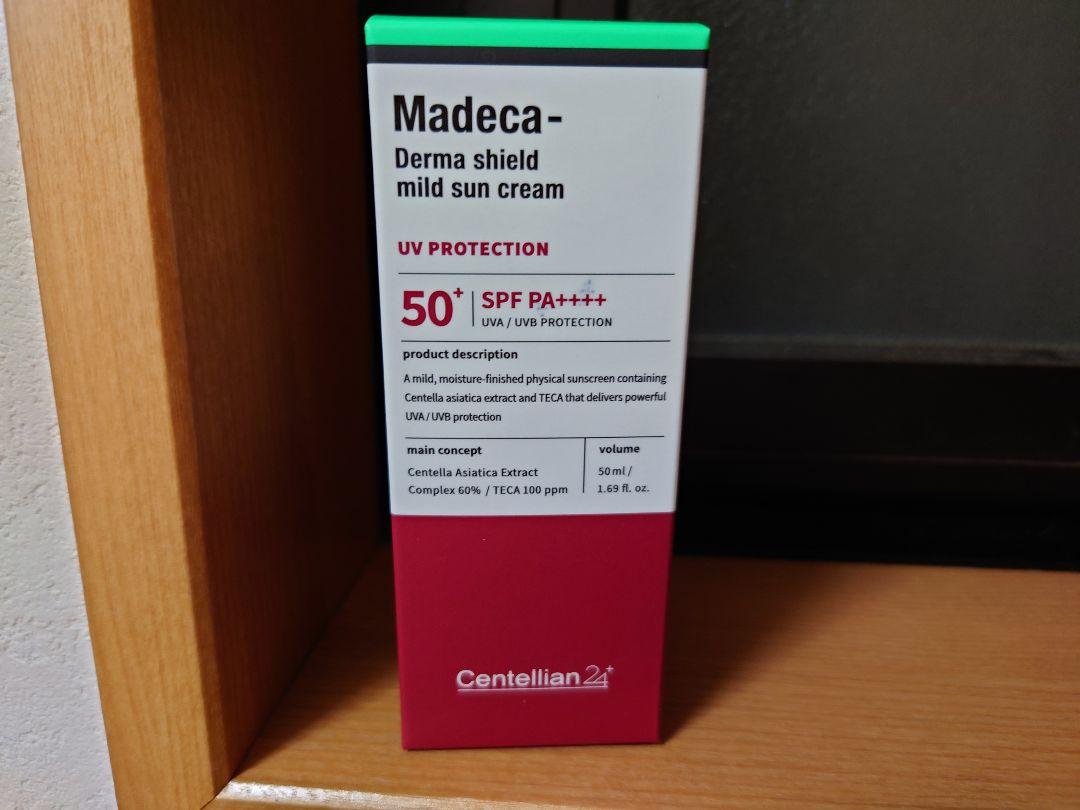 Madeca-
Derma shield
mild sun cream
UV PROTECTION
50+ SPF PA++++
UVA / UVB PROTECTION
product description
A mild, moisture-finished physical sunscreen containing
Centella asiatica extract and TECA that delivers powerful
UVA / UVB protection
main concept
Centella Asiatica Extract
Complex 60% / TECA 100 ppm
volume
50 ml /
1.69 fl. oz.
Centellian 24+